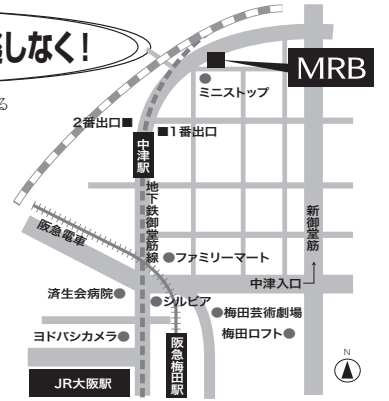 しなく!
る
MRB
ミニストップ
2番出口
1番出口
中津駅
地下鉄御堂筋線
新御堂筋
阪急電車
ファミリーマート
中津入口
済生会病院
シルビア
梅田芸術劇場
ヨドバシカメラ
梅田ロフト
阪急梅田駅
JR大阪駅
N